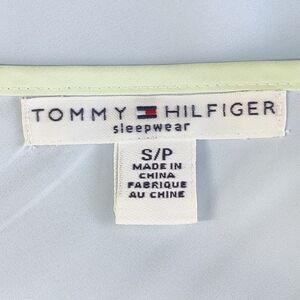 TOMMY HILFIGER
sleepwear
S/P
MADE IN
CHINA
FABRIQUE
AU CHINE